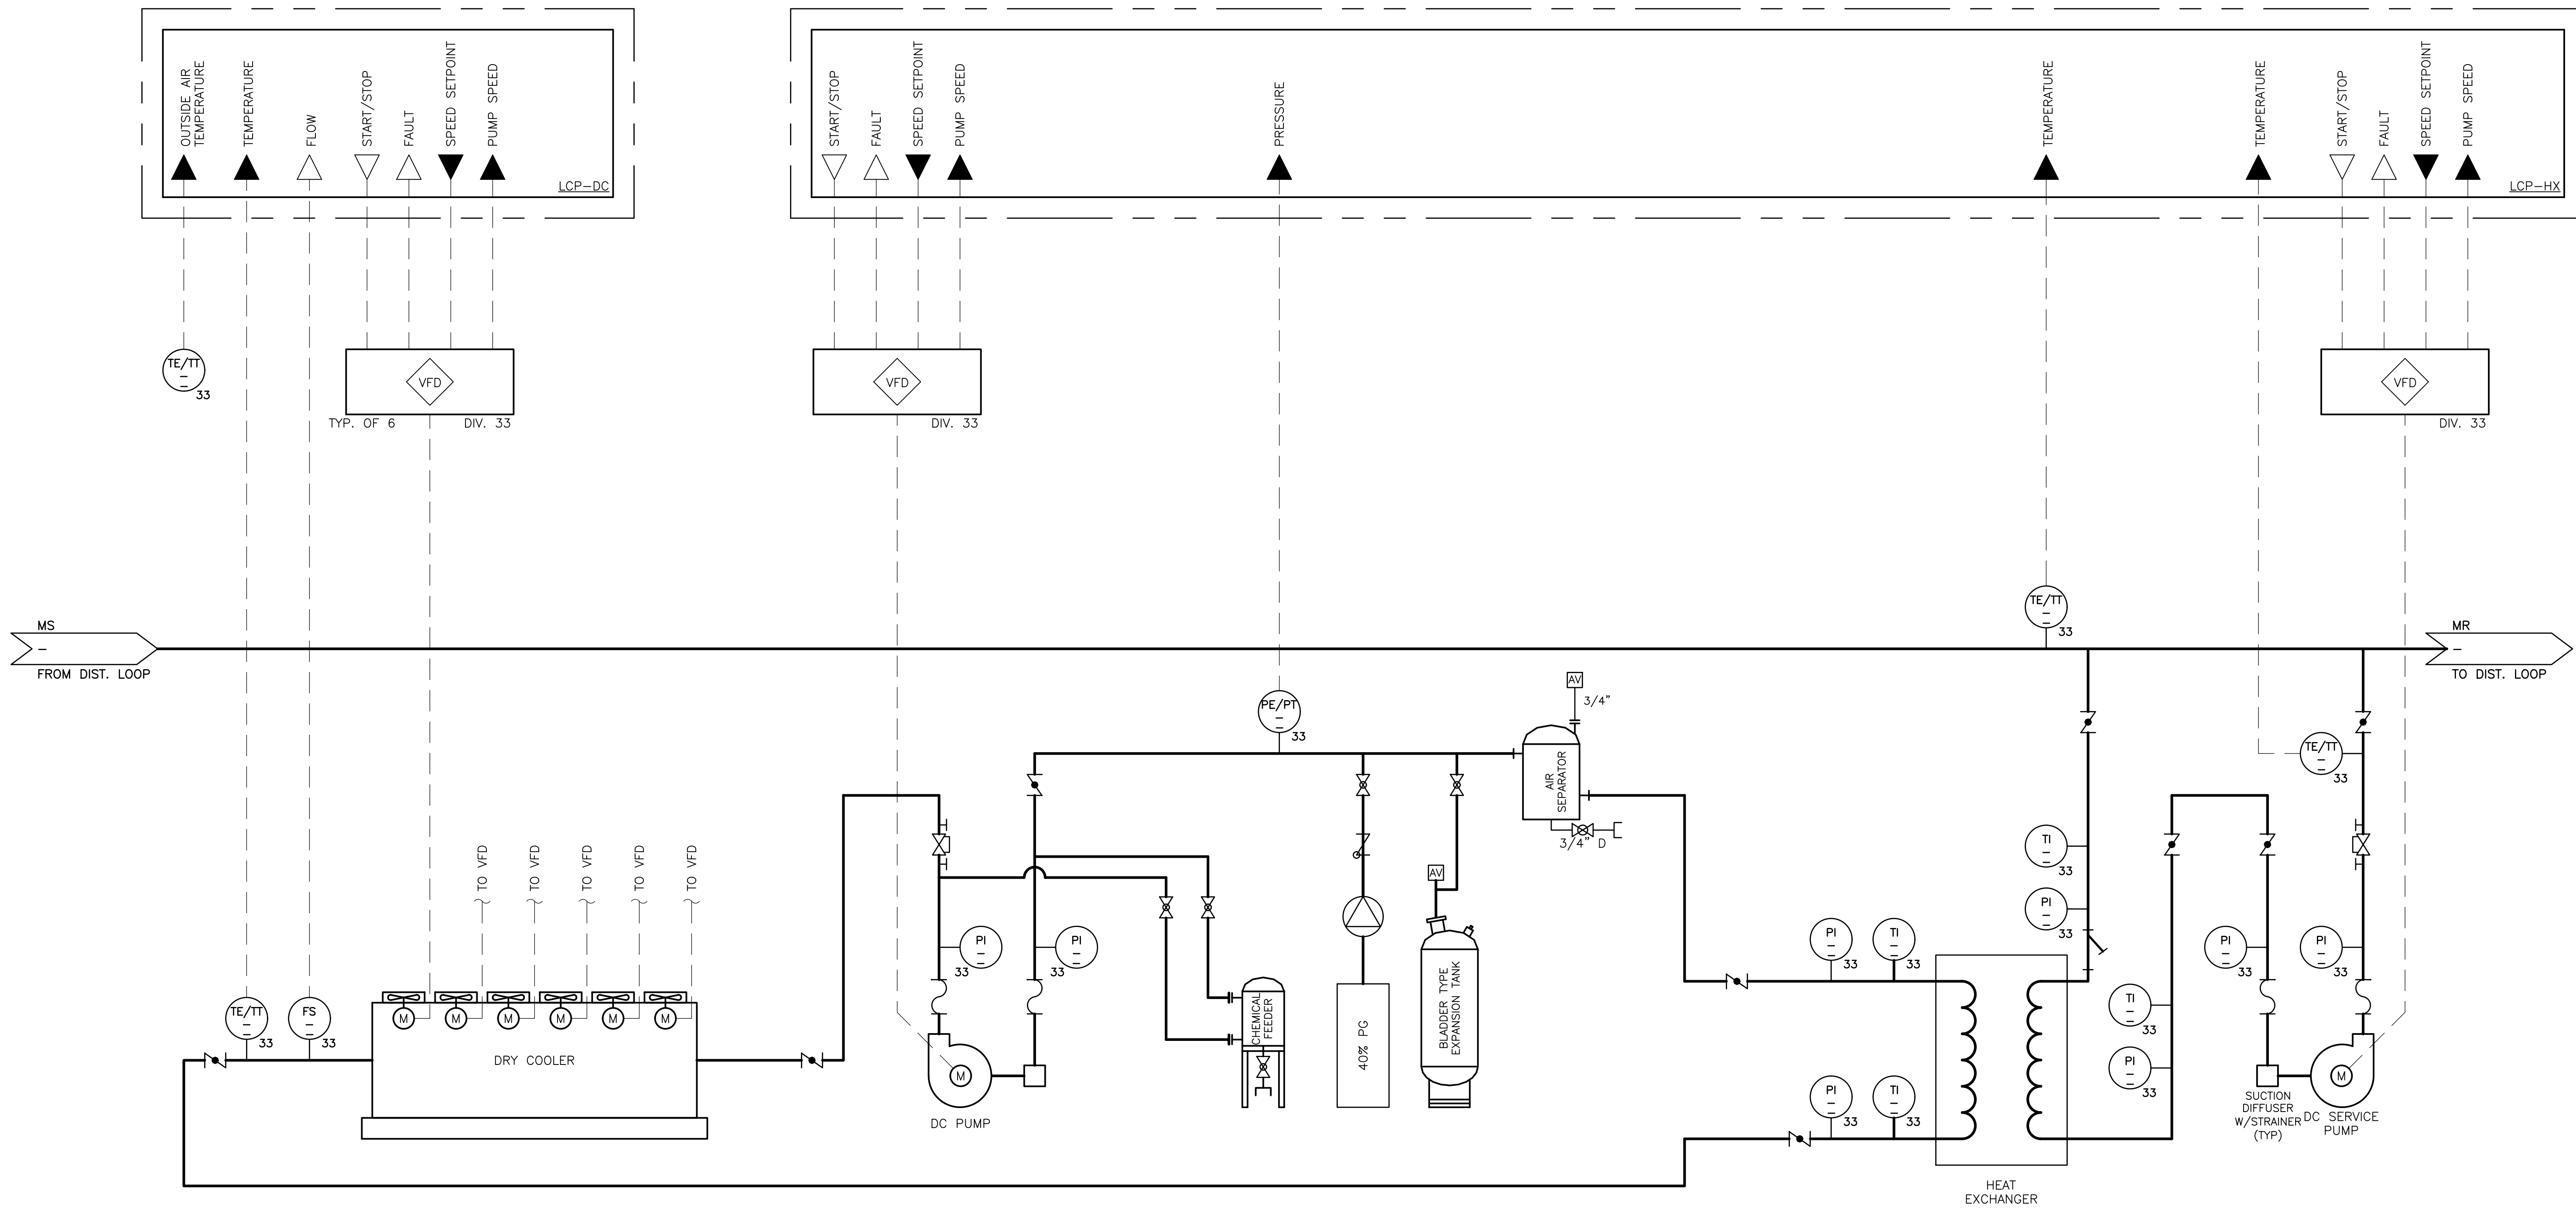 OUTSIDE AIR
TEMPERATURE
TEMPERATURE
FLOW
START/STOP
FAULT
SPEED SETPOINT
PUMP SPEED
LCP-DC
START/STOP
FAULT
SPEED SETPOINT
PUMP SPEED
PRESSURE
TEMPERATURE
TEMPERATURE
START/STOP
FAULT
SPEED SETPOINT
PUMP SPEED
LCP-HX
TE/TT
-
-
33
VFD
TYP. OF 6
DIV. 33
VFD
DIV. 33
VFD
DIV. 33
TE/TT
-
-
33
MS
-
FROM DIST. LOOP
MR
-
TO DIST. LOOP
PE/PT
-
-
33
AV
3/4"
AIR
SEPARATOR
3/4" D
TE/TT
-
-
33
TO VFD
TO VFD
TO VFD
TO VFD
TO VFD
AV
TI
-
-
33
PI
-
-
33
PI
-
-
33
PI
-
-
33
PI
-
-
33
TI
-
-
33
PI
-
-
33
PI
-
-
33
TE/TT
-
-
33
FS
-
-
33
M
M
M
M
M
M
DRY COOLER
M
DC PUMP
CHEMICAL
FEEDER
40% PG
BLADDER TYPE
EXPANSION TANK
TI
-
-
33
PI
-
-
33
PI
-
-
33
TI
-
-
33
M
SUCTION
DIFFUSER
W/STRAINER
(TYP)
DC SERVICE
PUMP
HEAT
EXCHANGER